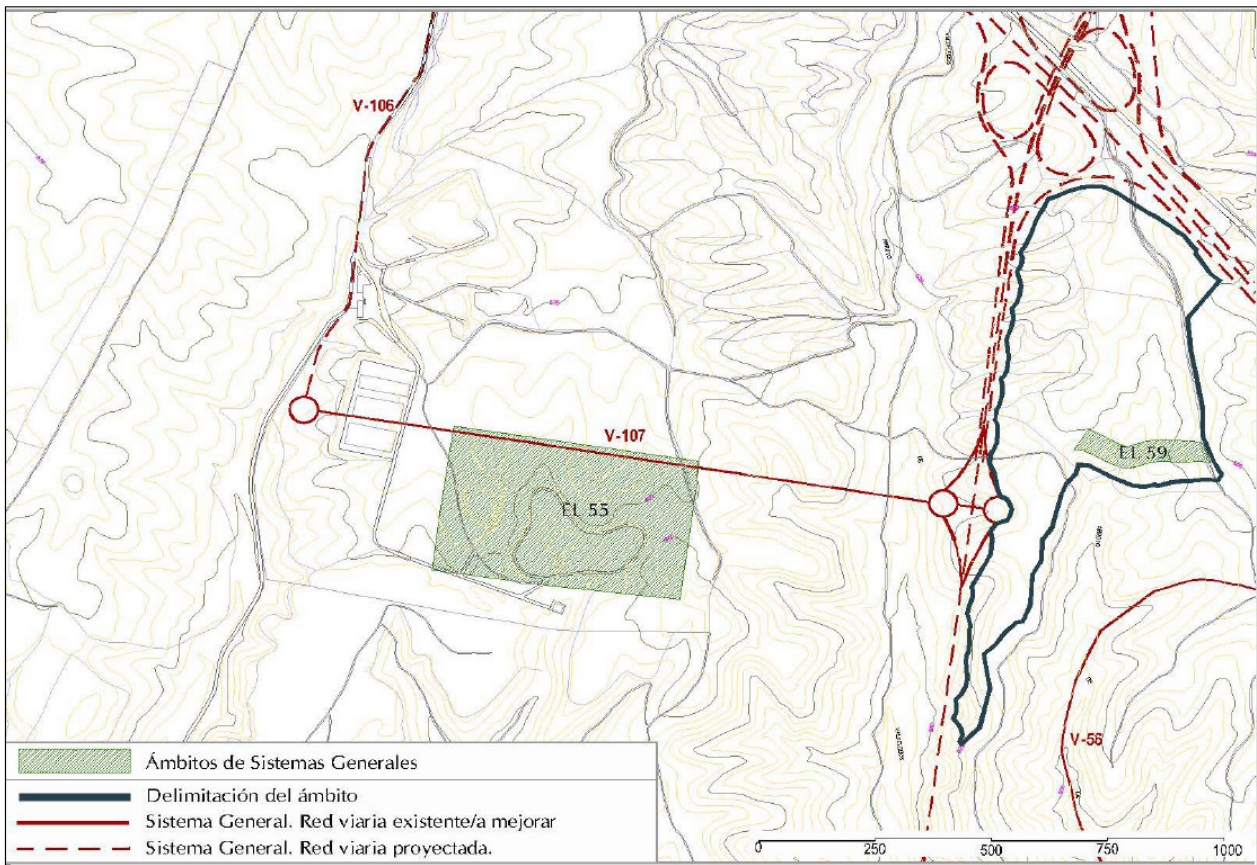 V-106
V-107
EL 55
EL 59
V-56
Ámbitos de Sistemas Generales
Delimitación del ámbito
Sistema General. Red viaria existente/a mejorar
Sistema General. Red viaria proyectada.
0 250 500 750 1000